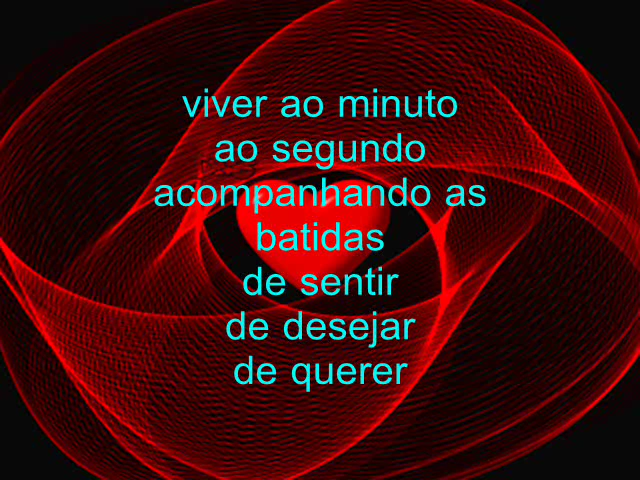 viver ao minuto
ao segundo
acompanhando as
batidas
de sentir
de desejar
de querer